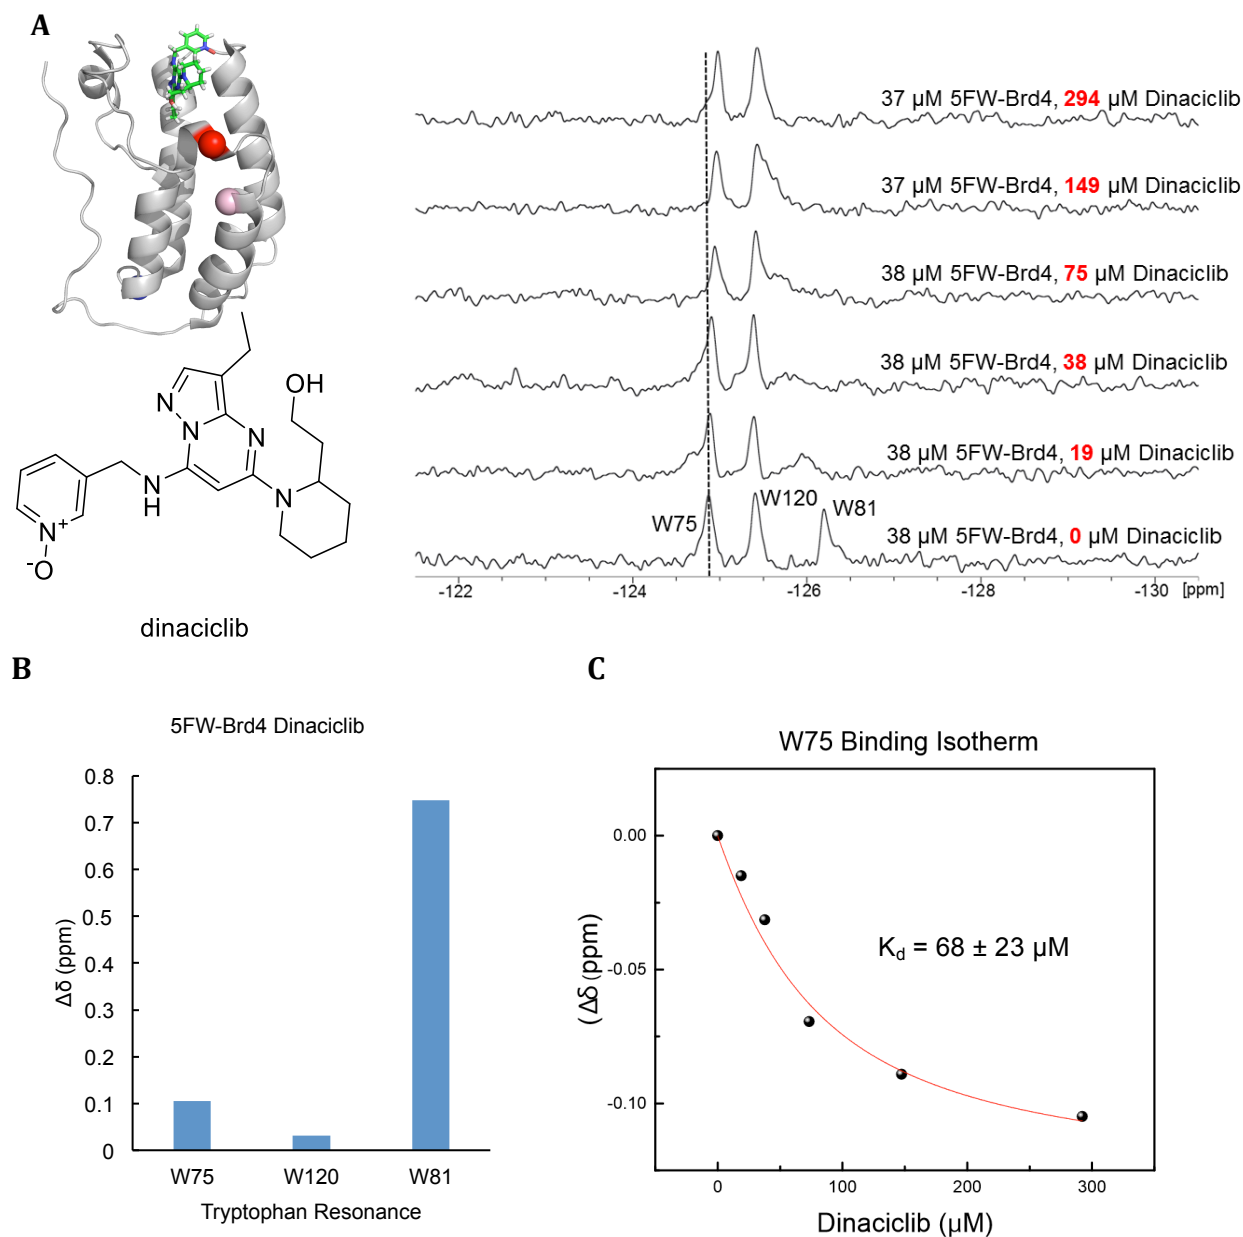 A
37 µM 5FW-Brd4, 294 µM Dinaciclib
37 µM 5FW-Brd4, 149 µM Dinaciclib
38 µM 5FW-Brd4, 75 µM Dinaciclib
38 µM 5FW-Brd4, 38 µM Dinaciclib
38 µM 5FW-Brd4, 19 µM Dinaciclib
W75
W120
W81
38 µM 5FW-Brd4, 0 µM Dinaciclib
-122
-124
-126
-128
-130
[ppm]
OH
N
N
N
N
H
N
N+
-O
dinaciclib
B
5FW-Brd4 Dinaciclib
0.8
0.7
0.6
0.5
0.4
0.3
0.2
0.1
0
Δδ (ppm)
W75
W120
W81
Tryptophan Resonance
C
W75 Binding Isotherm
0.00
-0.05
-0.10
(Δδ (ppm)
Kd = 68 ± 23 µM
0
100
200
300
Dinaciclib (µM)